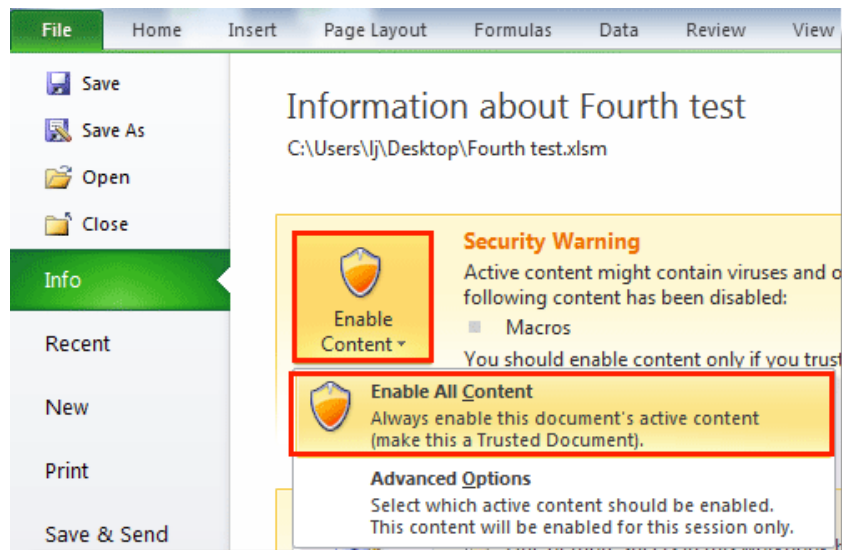 File Home Insert Page Layout Formulas Data Review View
Save
Save As
Open
Close
Info
Recent
New
Print
Save & Send
Information about Fourth test
C:\Users\lj\Desktop\Fourth test.xlsm
Enable
Content
Security Warning
Active content might contain viruses and
following content has been disabled:
Macros
You should enable content only if you trust
Enable All Content
Always enable this document's active content
(make this a Trusted Document).
Advanced Options
Select which active content should be enabled.
This content will be enabled for this session only.